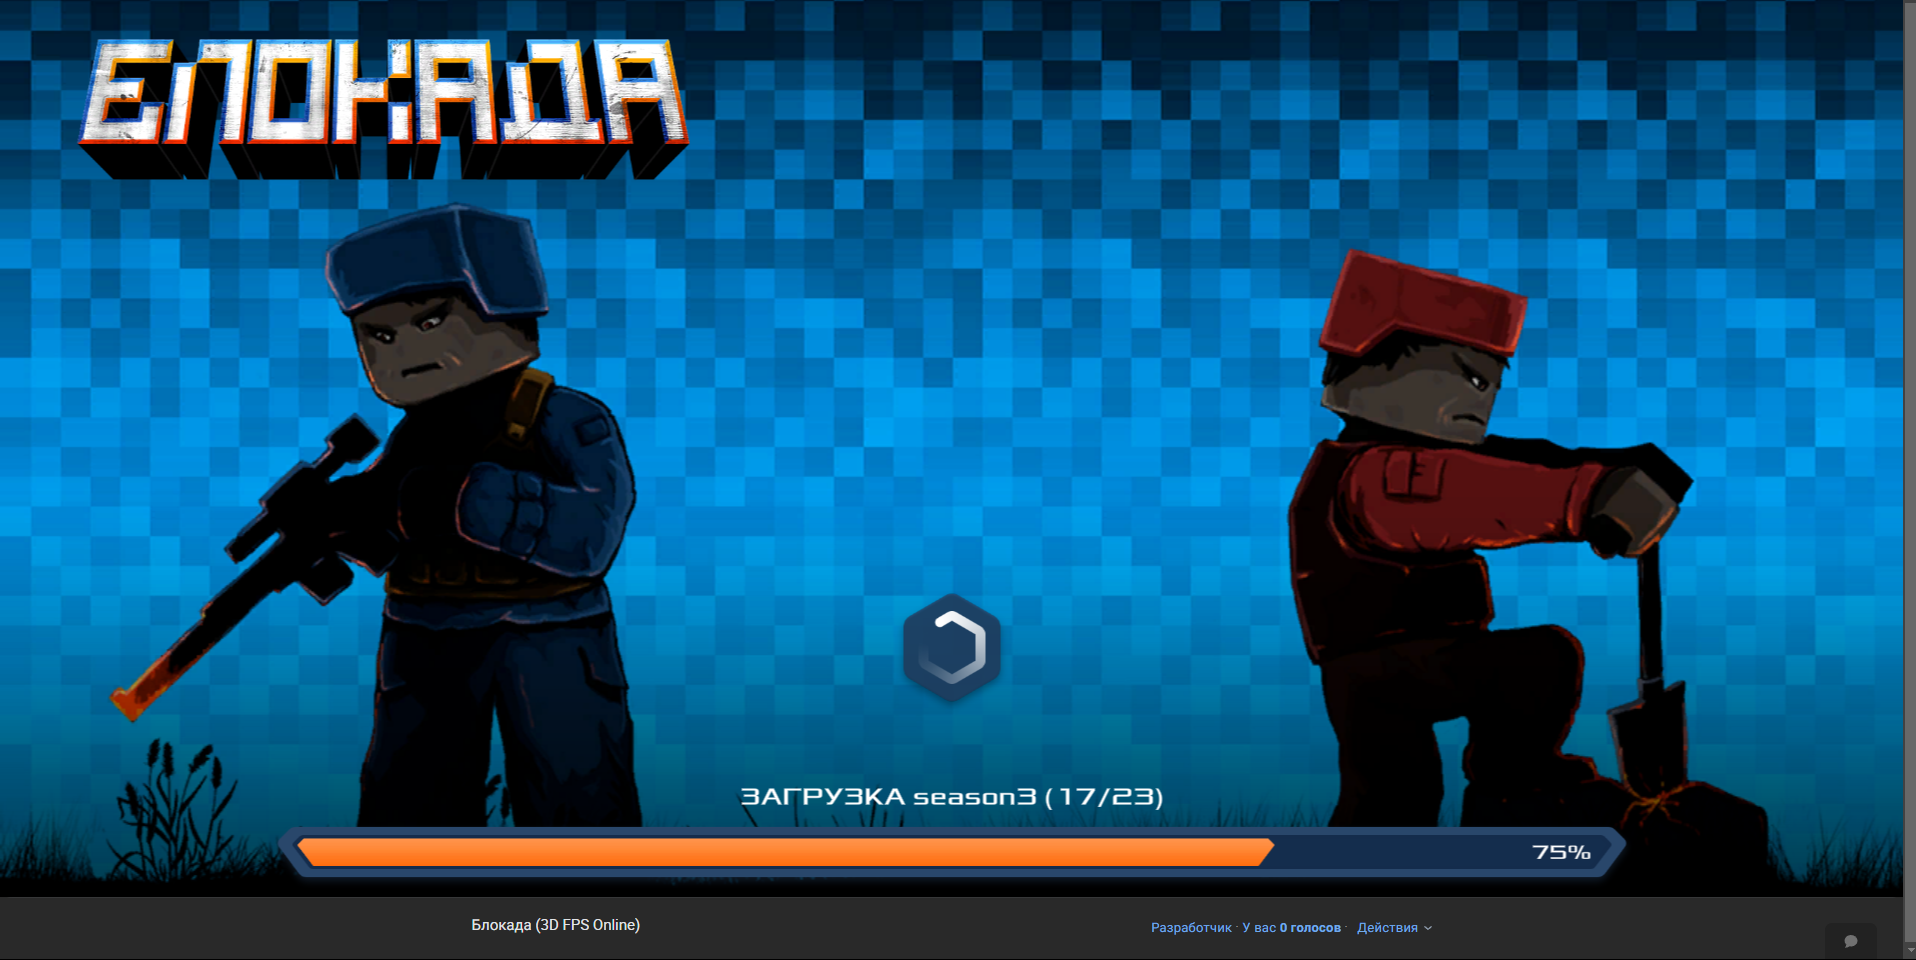 БЛОКАДА
ЗАГРУЗКА season3 (17/23)
75%
Блокада (3D FPS Online)
Разработчик · У вас 0 голосов · Действия